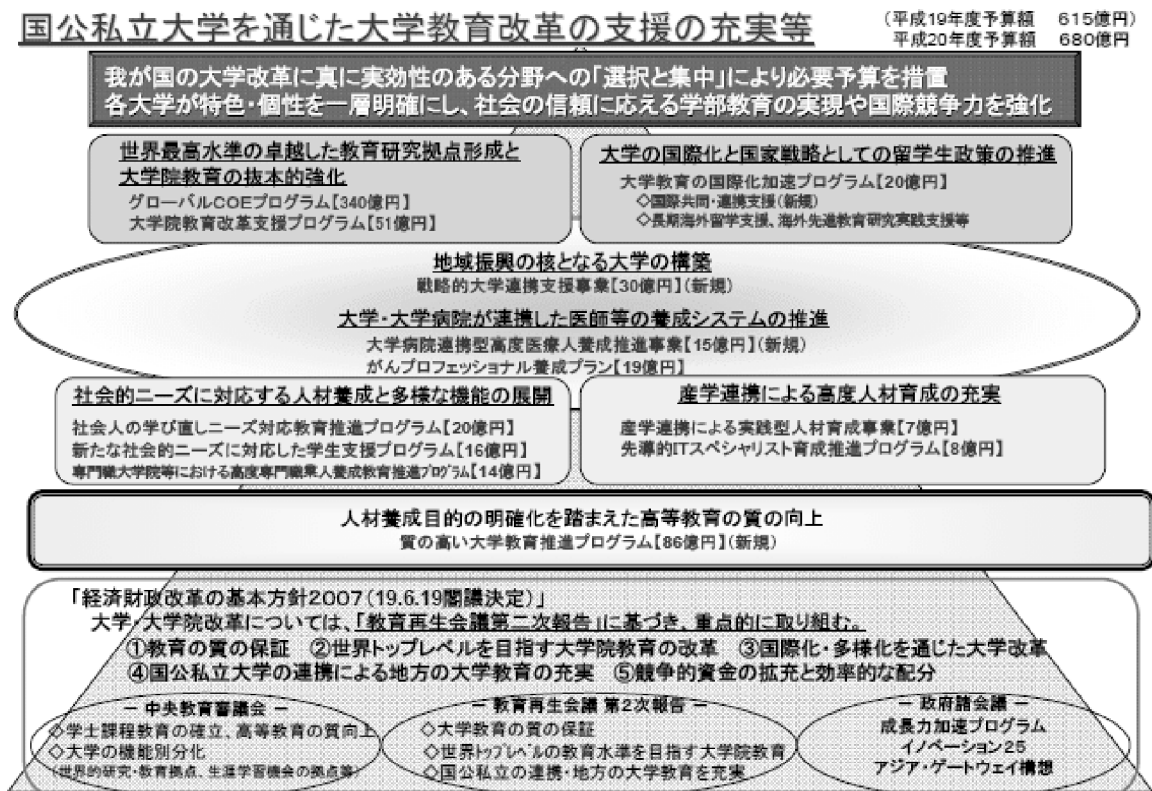 国公私立大学を通じた大学教育改革の支援の充実等
(平成19年度予算額　615億円)
平成20年度予算額　680億円
我が国の大学改革に真に実効性のある分野への「選択と集中」により必要予算を措置
各大学が特色・個性を一層明確にし、社会の信頼に応える学部教育の実現や国際競争力を強化
世界最高水準の卓越した教育研究拠点形成と
大学院教育の抜本的強化
グローバルCOEプログラム【340億円】
大学院教育改革支援プログラム【51億円】
大学の国際化と国家戦略としての留学生政策の推進
大学教育の国際化加速プログラム【20億円】
◇国際共同・連携支援(新規)
◇長期海外留学支援、海外先進教育研究実践支援等
地域振興の核となる大学の構築
戦略的大学連携支援事業【30億円】(新規)
大学・大学病院が連携した医師等の養成システムの推進
大学病院連携型高度医療人養成推進事業【15億円】(新規)
がんプロフェッショナル養成プラン【19億円】
社会的ニーズに対応する人材養成と多様な機能の展開
社会人の学び直しニーズ対応教育推進プログラム【20億円】
新たな社会的ニーズに対応した学生支援プログラム【16億円】
専門職大学院等における高度専門職業人養成教育推進プログラム【14億円】
産学連携による高度人材育成の充実
産学連携による実践型人材育成事業【7億円】
先導的ITスペシャリスト育成推進プログラム【8億円】
人材養成目的の明確化を踏まえた高等教育の質の向上
質の高い大学教育推進プログラム【86億円】(新規)
「経済財政改革の基本方針2007(19.6.19閣議決定)」
大学・大学院改革については、「教育再生会議第二次報告」に基づき、重点的に取り組む。
①教育の質の保証　②世界トップレベルを目指す大学院教育の改革　③国際化・多様化を通じた大学改革
④国公私立大学の連携による地方の大学教育の充実　⑤競争的資金の拡充と効率的な配分
－ 中央教育審議会 －
◇学士課程教育の確立、高等教育の質向上
◇大学の機能別分化
(世界的研究・教育拠点、生涯学習機会の拠点等)
－ 教育再生会議 第2次報告 －
◇大学教育の質の保証
◇世界トップレベルの教育水準を目指す大学院教育
◇国公私立の連携・地方の大学教育を充実
－ 政府諸会議 －
成長力加速プログラム
イノベーション25
アジア・ゲートウェイ構想